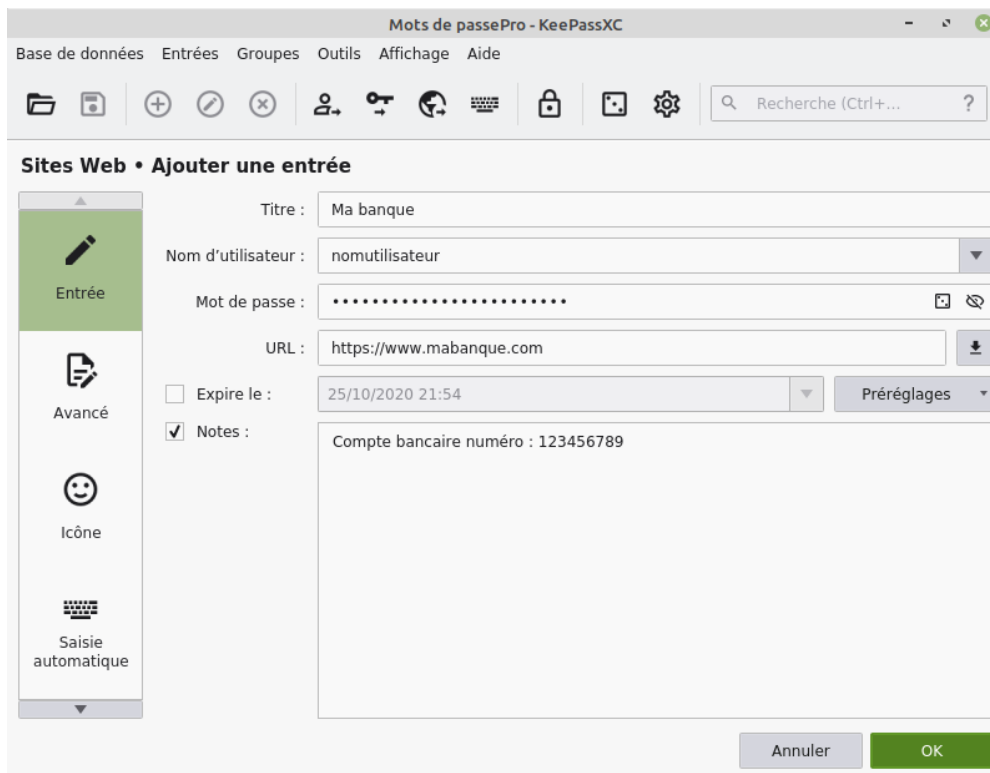 Mots de passePro - KeePassXC
Base de données Entrées Groupes Outils Affichage Aide
Recherche (Ctrl+... ?
Sites Web • Ajouter une entrée
Entrée
Avancé
Icône
Saisie
automatique
Titre : Ma banque
Nom d’utilisateur : nomutilisateur
Mot de passe : ••••••••••••••••••••••••
URL : https://www.mabanque.com
Expire le : 25/10/2020 21:54 Préréglages
Notes : Compte bancaire numéro : 123456789
Annuler OK